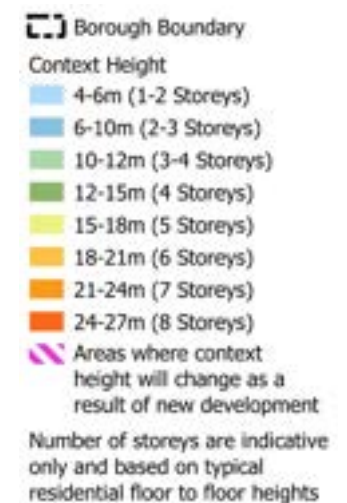 Borough Boundary
Context Height
4-6m (1-2 Storeys)
6-10m (2-3 Storeys)
10-12m (3-4 Storeys)
12-15m (4 Storeys)
15-18m (5 Storeys)
18-21m (6 Storeys)
21-24m (7 Storeys)
24-27m (8 Storeys)
Areas where context
height will change as a
result of new development
Number of storeys are indicative
only and based on typical
residential floor to floor heights